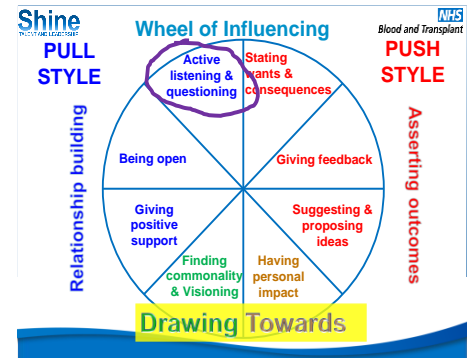 Shine
TALENT AND LEADERSHIP
Wheel of Influencing
NHS
Blood and Transplant
PULL
STYLE
PUSH
STYLE
Active
listening &
questioning
Stating
wants &
consequences
Being open
Giving feedback
Giving
positive
support
Suggesting &
proposing
ideas
Finding
commonality
& Visioning
Having
personal
impact
Relationship building
Asserting outcomes
Drawing Towards